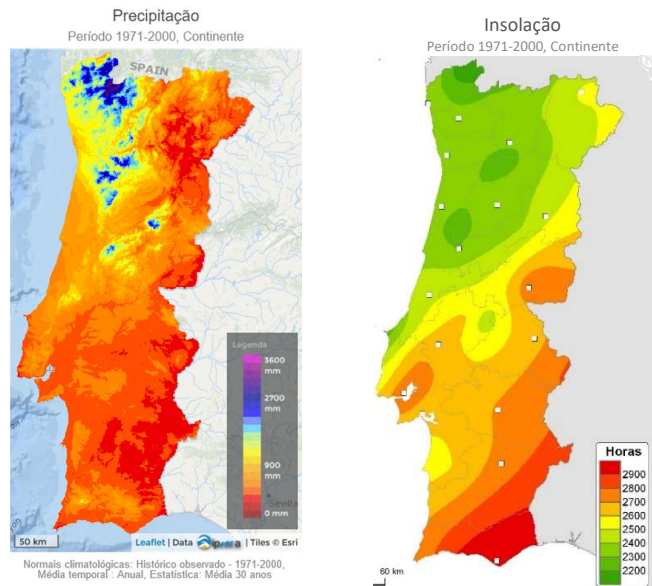 Precipitação
Período 1971-2000, Continente
SPAIN
Legenda
3600
mm
2700
mm
900
mm
0 mm
Sevilla
50 km
Leaflet | Data ipma | Tiles © Esri
Normais climatológicas: Histórico observado - 1971-2000,
Média temporal : Anual, Estatística: Média 30 anos
Insolação
Período 1971-2000, Continente
Horas
2900
2800
2700
2600
2500
2400
2300
2200
60 km